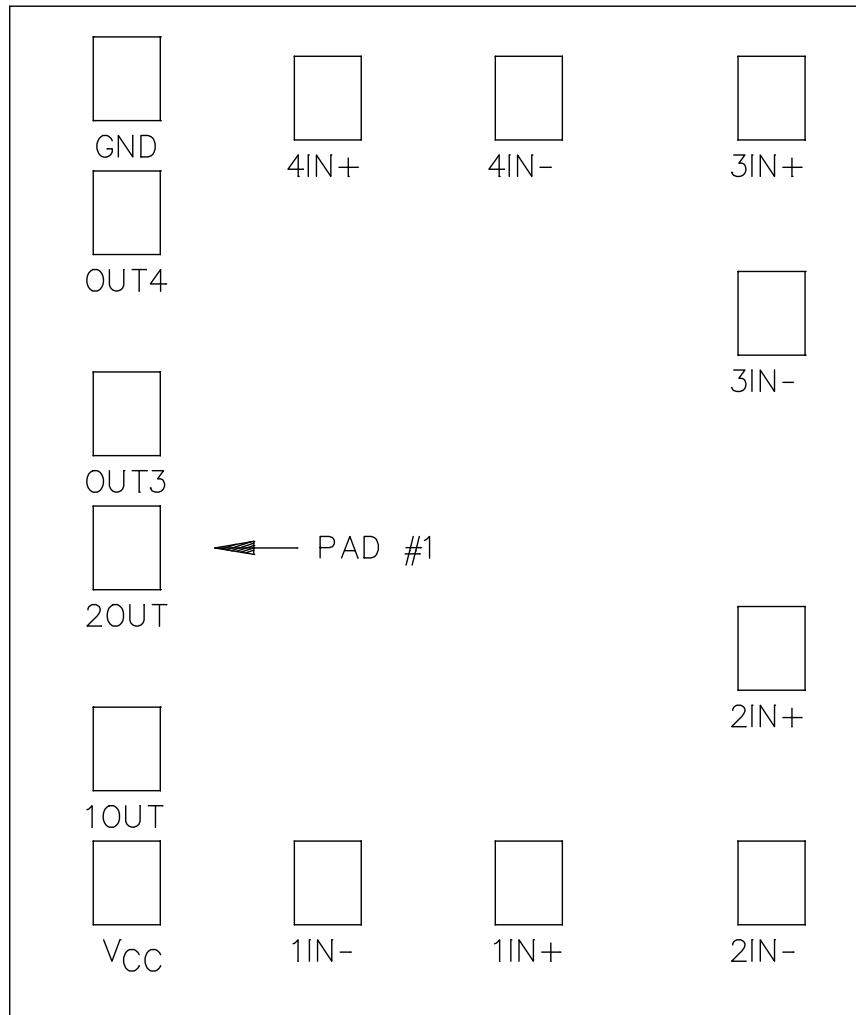 GND
4IN+
4IN-
3IN+
OUT4
3IN-
OUT3
PAD #1
2OUT
2IN+
1OUT
VCC
1IN-
1IN+
2IN-